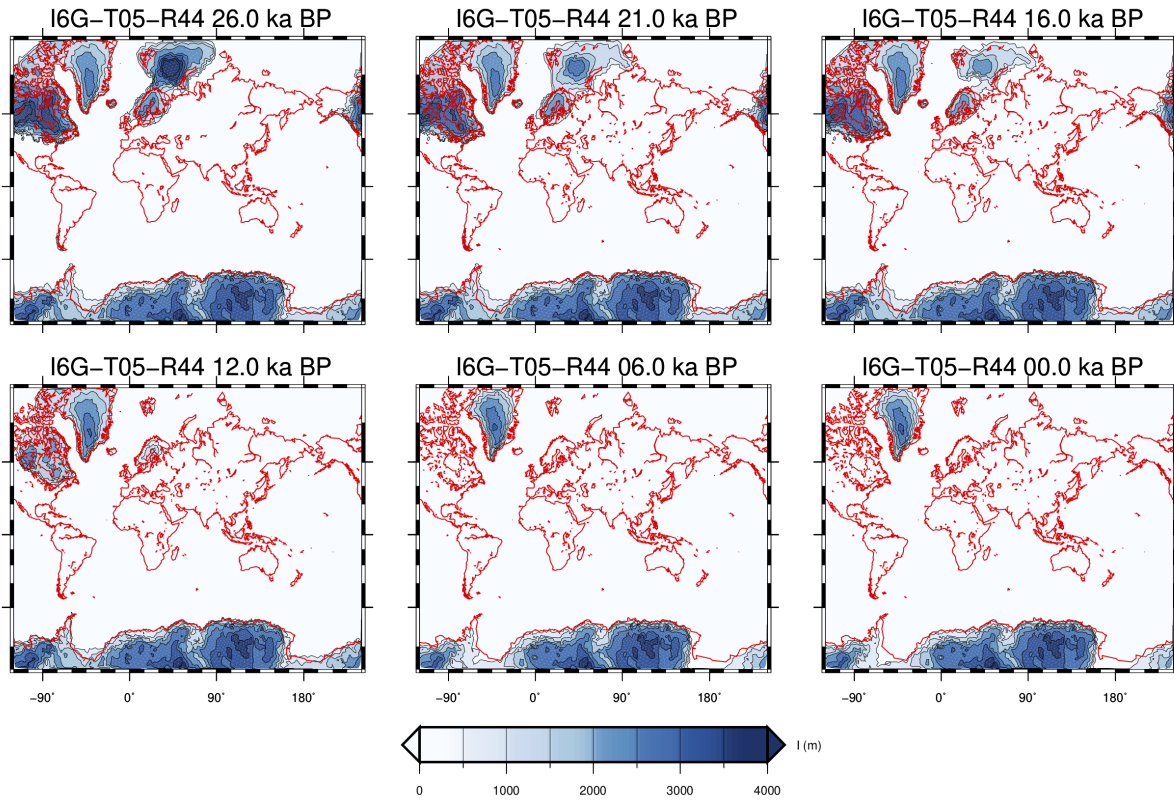 I6G−T05−R44 26.0 ka BP
I6G−T05−R44 21.0 ka BP
I6G−T05−R44 16.0 ka BP
I6G−T05−R44 12.0 ka BP
I6G−T05−R44 06.0 ka BP
I6G−T05−R44 00.0 ka BP
−90˚ 0˚ 90˚ 180˚
−90˚ 0˚ 90˚ 180˚
−90˚ 0˚ 90˚ 180˚
I (m)
0 1000 2000 3000 4000